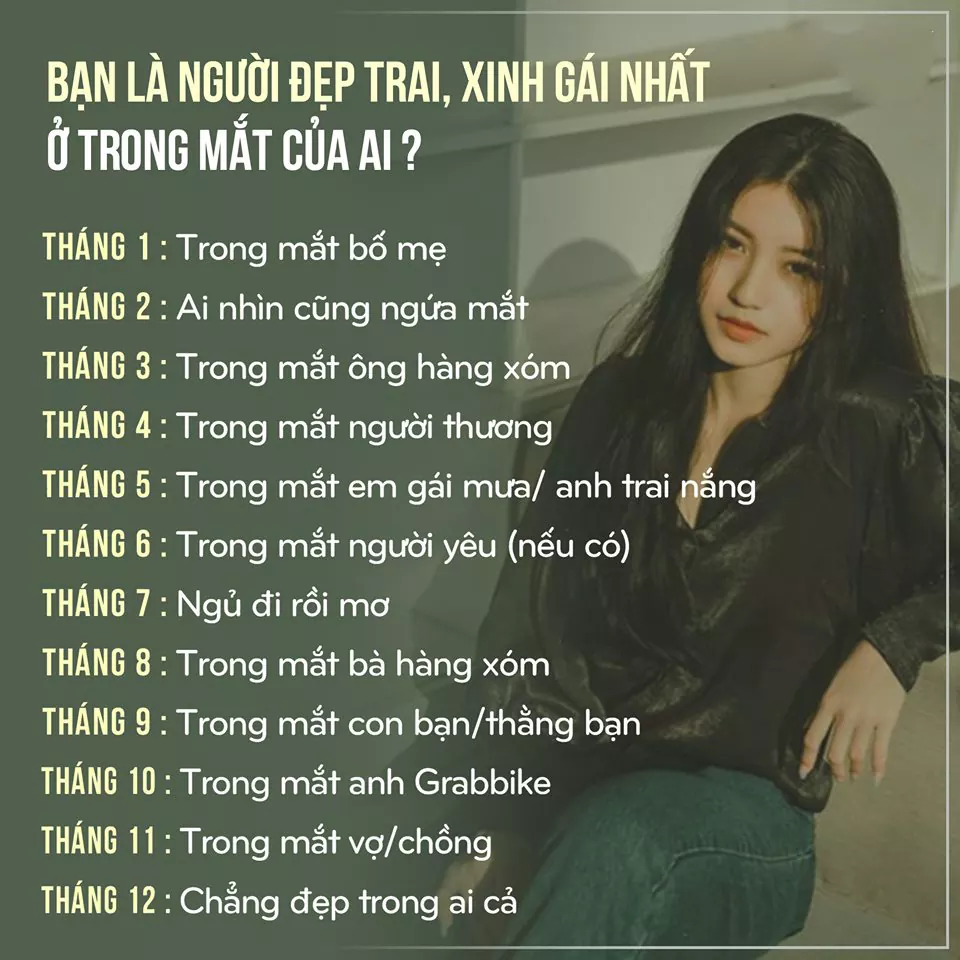 BẠN LÀ NGƯỜI ĐẸP TRAI, XINH GÁI NHẤT
Ở TRONG MẮT CỦA AI ?
THÁNG 1 : Trong mắt bố mẹ
THÁNG 2 : Ai nhìn cũng ngứa mắt
THÁNG 3 : Trong mắt ông hàng xóm
THÁNG 4 : Trong mắt người thương
THÁNG 5 : Trong mắt em gái mưa/ anh trai nắng
THÁNG 6 : Trong mắt người yêu (nếu có)
THÁNG 7 : Ngủ đi rồi mơ
THÁNG 8 : Trong mắt bà hàng xóm
THÁNG 9 : Trong mắt con bạn/thằng bạn
THÁNG 10 : Trong mắt anh Grabbike
THÁNG 11 : Trong mắt vợ/chồng
THÁNG 12 : Chẳng đẹp trong ai cả